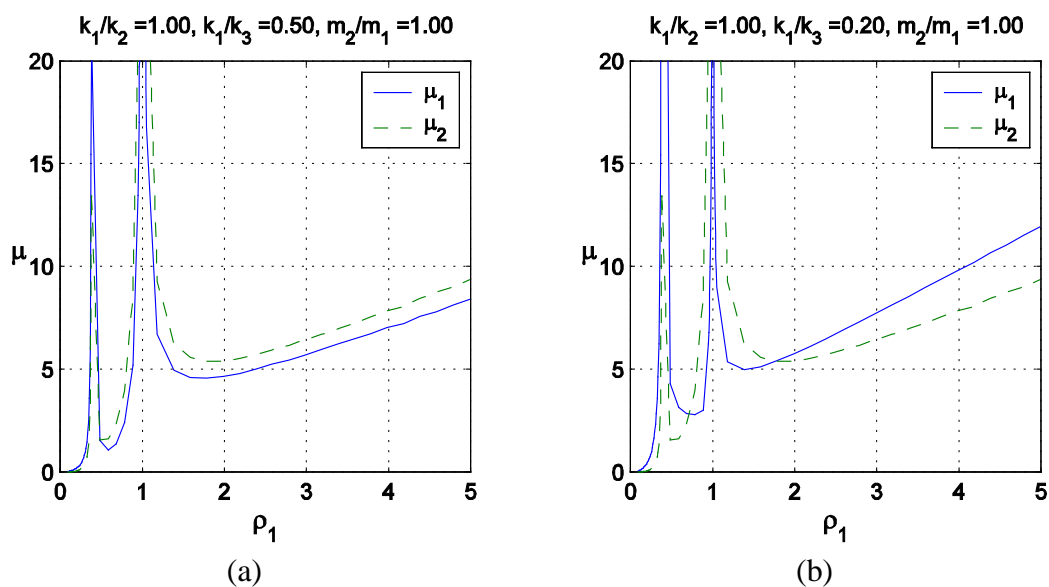 k₁/k₂ =1.00, k₁/k₃ =0.50, m₂/m₁ =1.00
20
15
μ 10
5
0
0 1 2 3 4 5
ρ₁
μ₁
μ₂
(a)
k₁/k₂ =1.00, k₁/k₃ =0.20, m₂/m₁ =1.00
20
15
μ 10
5
0
0 1 2 3 4 5
ρ₁
μ₁
μ₂
(b)